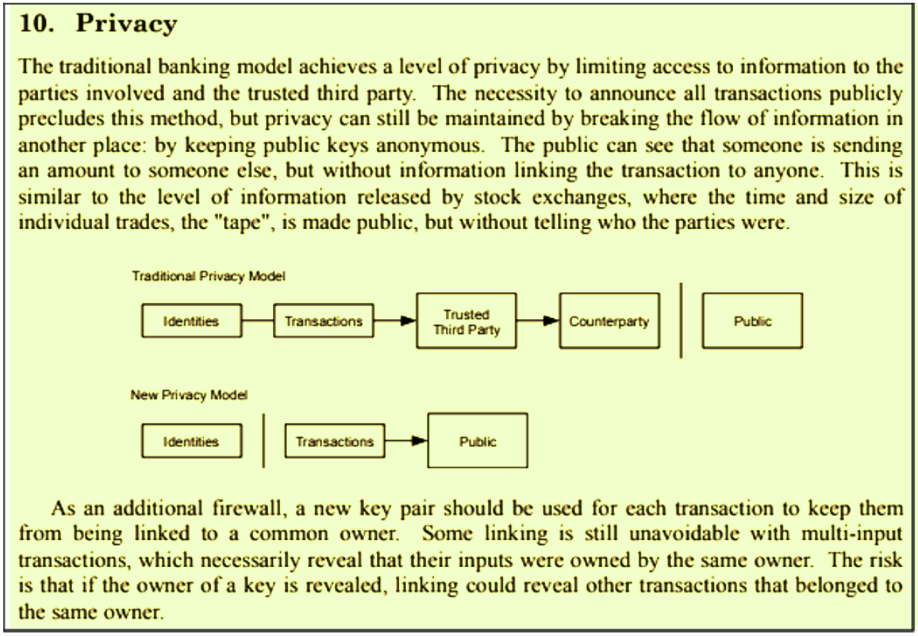 10. Privacy
The traditional banking model achieves a level of privacy by limiting access to information to the
parties involved and the trusted third party. The necessity to announce all transactions publicly
precludes this method, but privacy can still be maintained by breaking the flow of information in
another place: by keeping public keys anonymous. The public can see that someone is sending
an amount to someone else, but without information linking the transaction to anyone. This is
similar to the level of information released by stock exchanges, where the time and size of
individual trades, the "tape", is made public, but without telling who the parties were.
Traditional Privacy Model
Identities Transactions Trusted Third Party Counterparty Public
New Privacy Model
Identities Transactions Public
As an additional firewall, a new key pair should be used for each transaction to keep them
from being linked to a common owner. Some linking is still unavoidable with multi-input
transactions, which necessarily reveal that their inputs were owned by the same owner. The risk
is that if the owner of a key is revealed, linking could reveal other transactions that belonged to
the same owner.